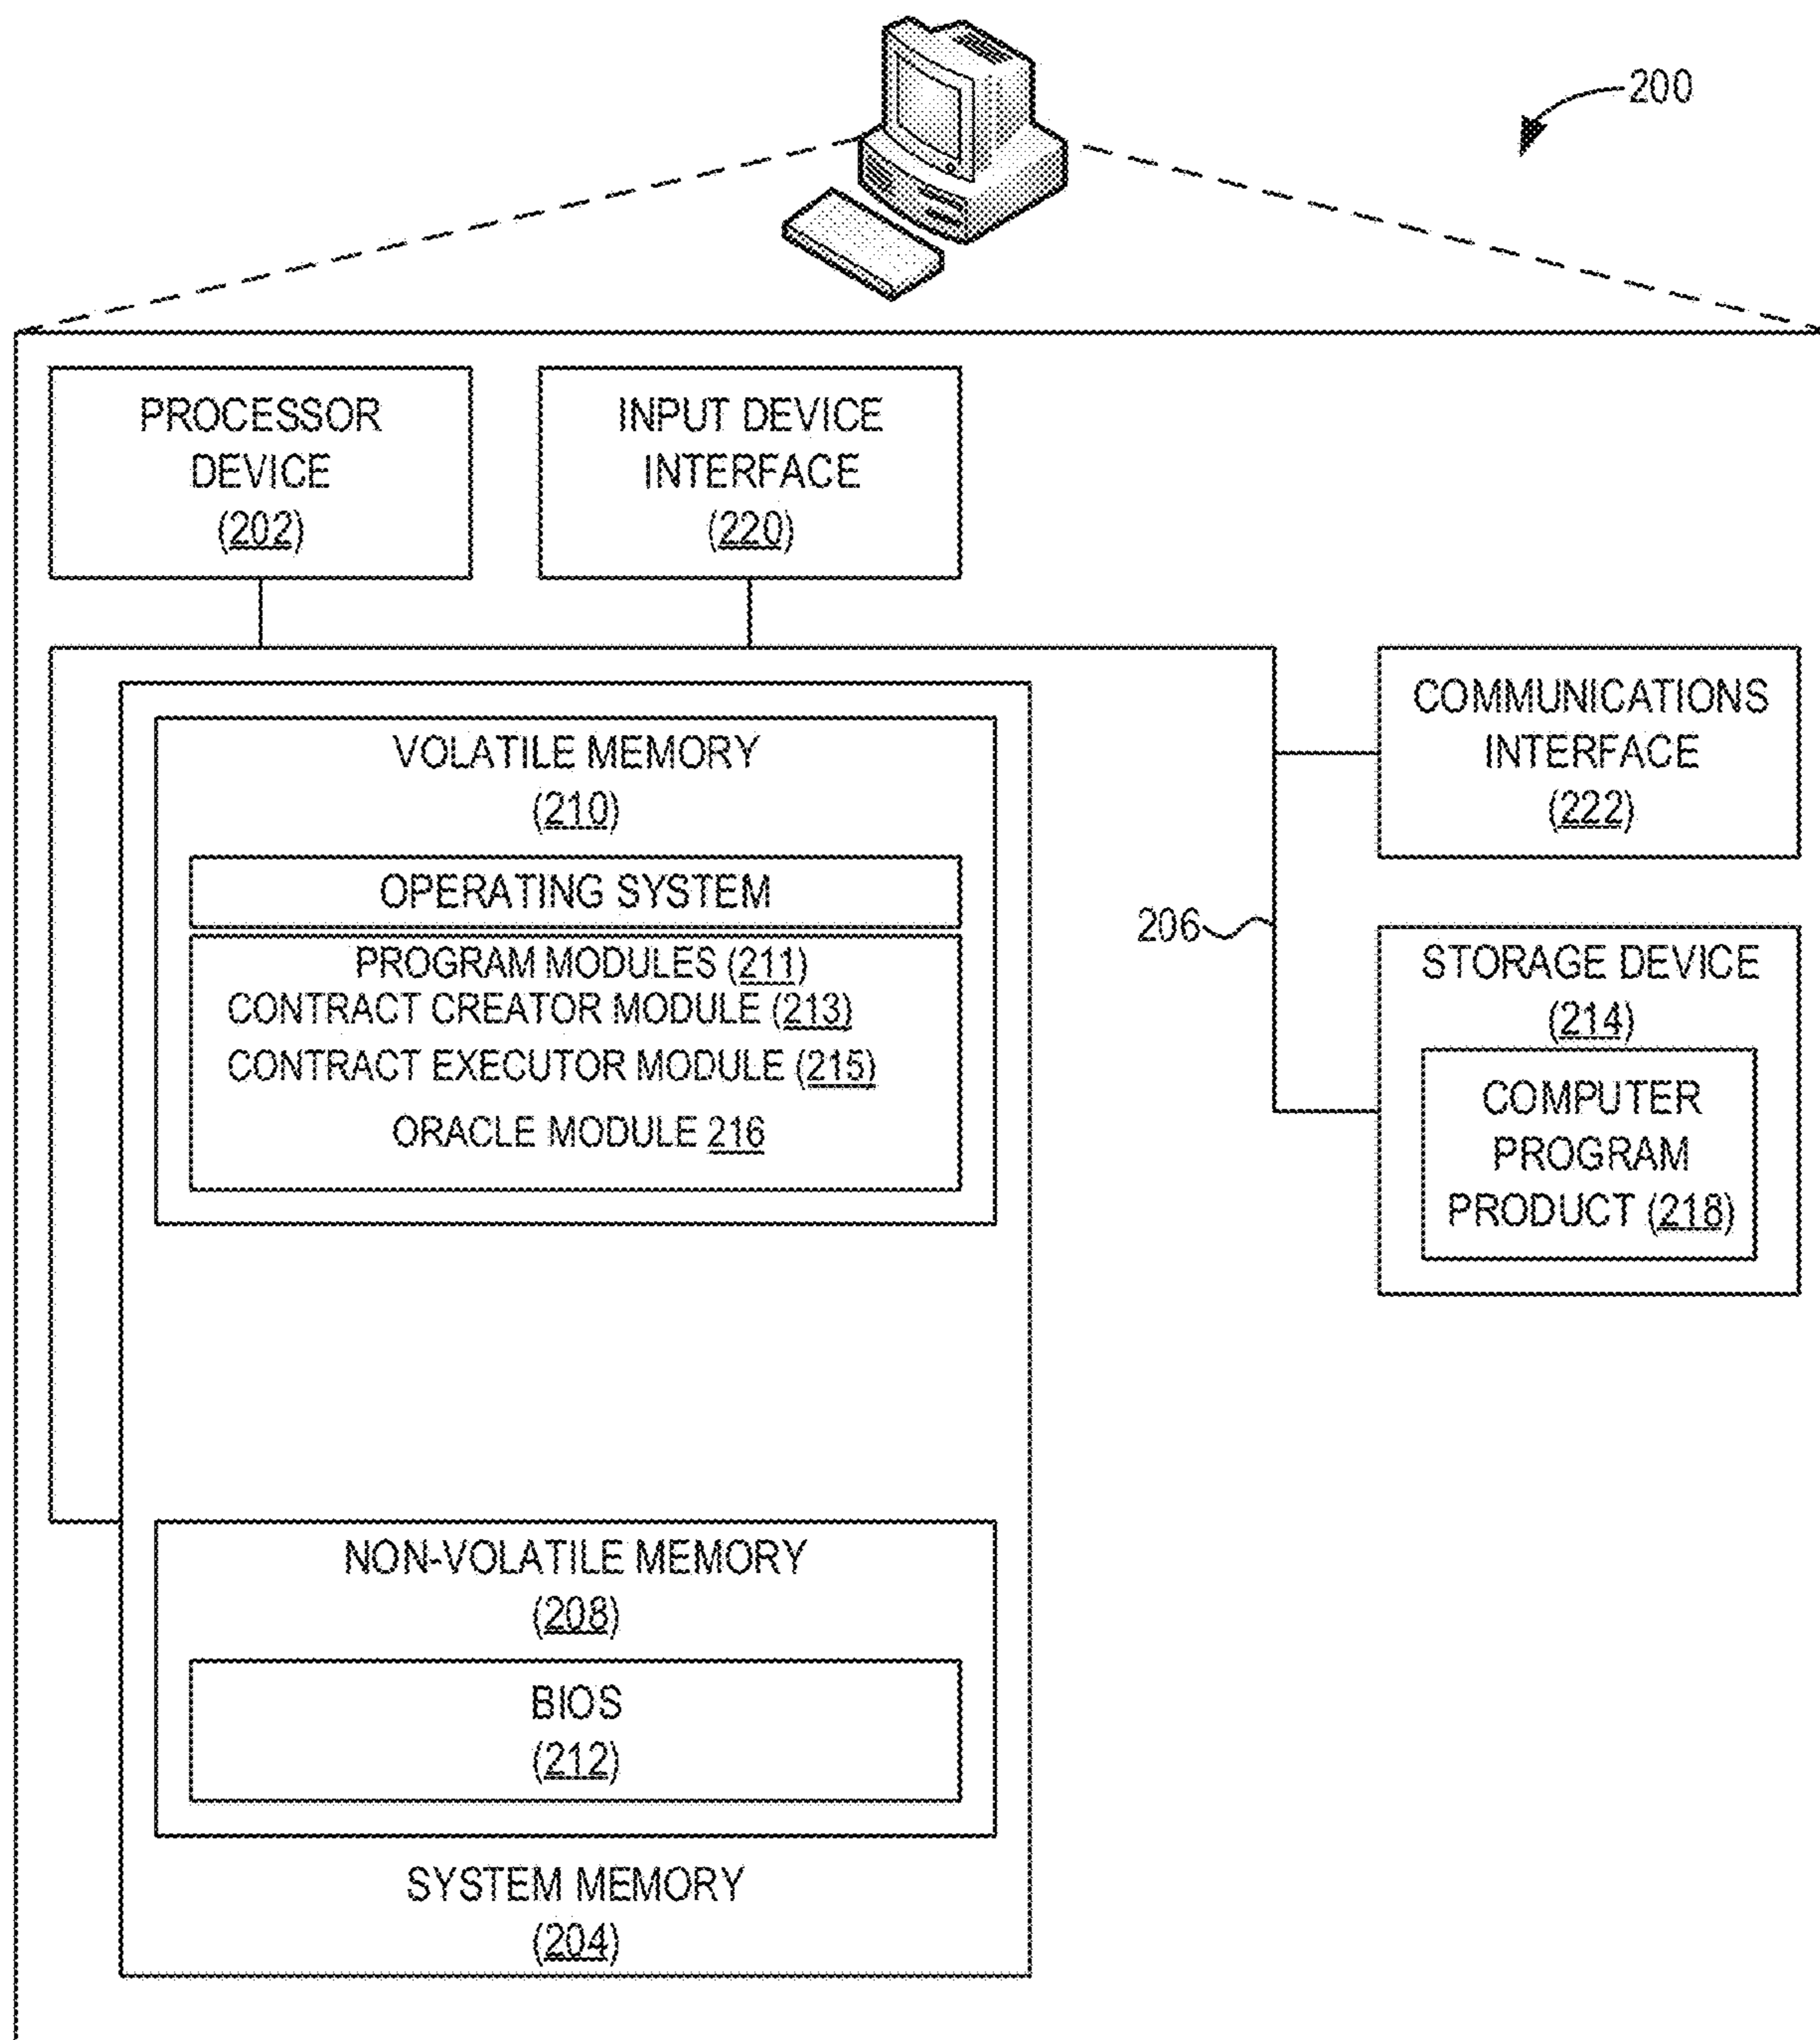 200
PROCESSOR
DEVICE
(202)
INPUT DEVICE
INTERFACE
(220)
VOLATILE MEMORY
(210)
OPERATING SYSTEM
PROGRAM MODULES (211)
CONTRACT CREATOR MODULE (213)
CONTRACT EXECUTOR MODULE (215)
ORACLE MODULE 216
NON-VOLATILE MEMORY
(208)
BIOS
(212)
SYSTEM MEMORY
(204)
206
COMMUNICATIONS
INTERFACE
(222)
STORAGE DEVICE
(214)
COMPUTER
PROGRAM
PRODUCT (218)